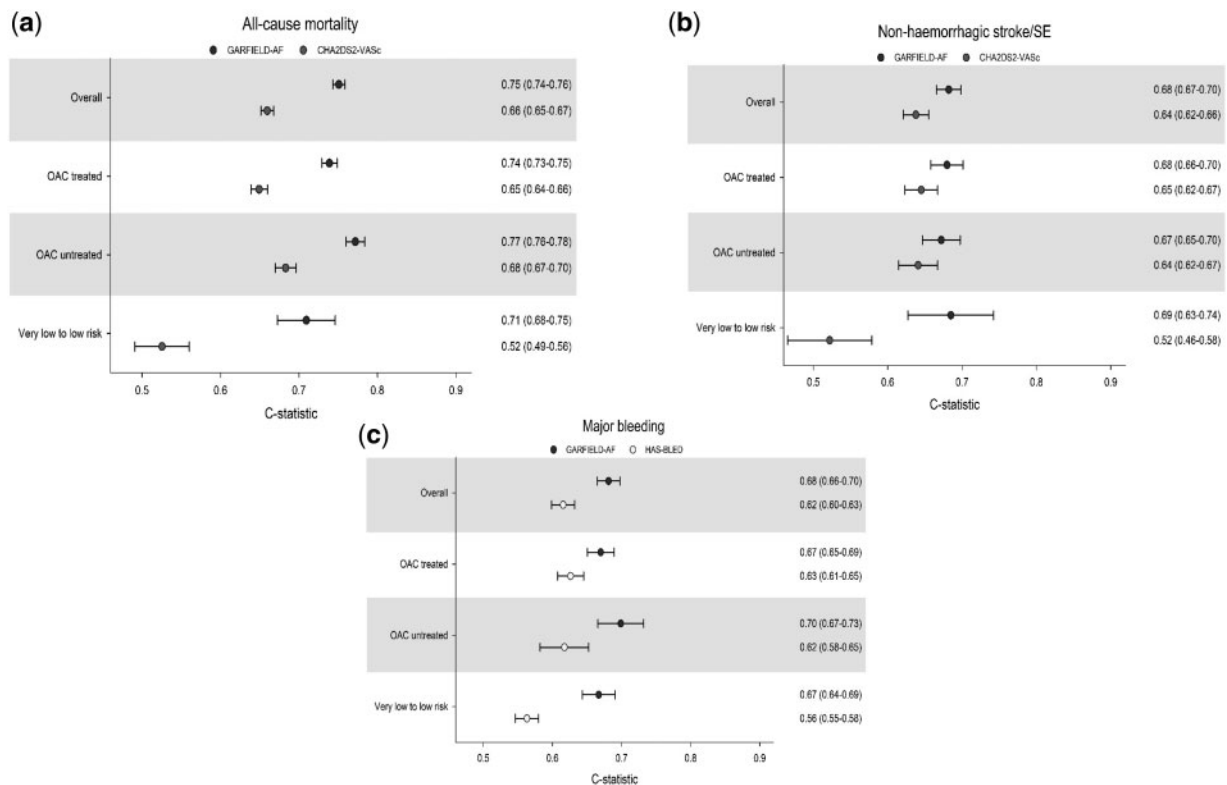 (a)
All-cause mortality
GARFIELD-AF CHA2DS2-VASc
Overall
0.75 (0.74-0.76)
0.66 (0.65-0.67)
OAC treated
0.74 (0.73-0.75)
0.65 (0.64-0.66)
OAC untreated
0.77 (0.76-0.78)
0.68 (0.67-0.70)
Very low to low risk
0.71 (0.68-0.75)
0.52 (0.49-0.56)
0.5 0.6 0.7 0.8 0.9
C-statistic
(b)
Non-haemorrhagic stroke/SE
GARFIELD-AF CHA2DS2-VASc
Overall
0.68 (0.67-0.70)
0.64 (0.62-0.66)
OAC treated
0.68 (0.66-0.70)
0.65 (0.62-0.67)
OAC untreated
0.67 (0.65-0.70)
0.64 (0.62-0.67)
Very low to low risk
0.69 (0.63-0.74)
0.52 (0.46-0.58)
0.5 0.6 0.7 0.8 0.9
C-statistic
(c)
Major bleeding
GARFIELD-AF HAS-BLED
Overall
0.68 (0.66-0.70)
0.62 (0.60-0.63)
OAC treated
0.67 (0.65-0.69)
0.63 (0.61-0.65)
OAC untreated
0.70 (0.67-0.73)
0.62 (0.58-0.65)
Very low to low risk
0.67 (0.64-0.69)
0.56 (0.55-0.58)
0.5 0.6 0.7 0.8 0.9
C-statistic